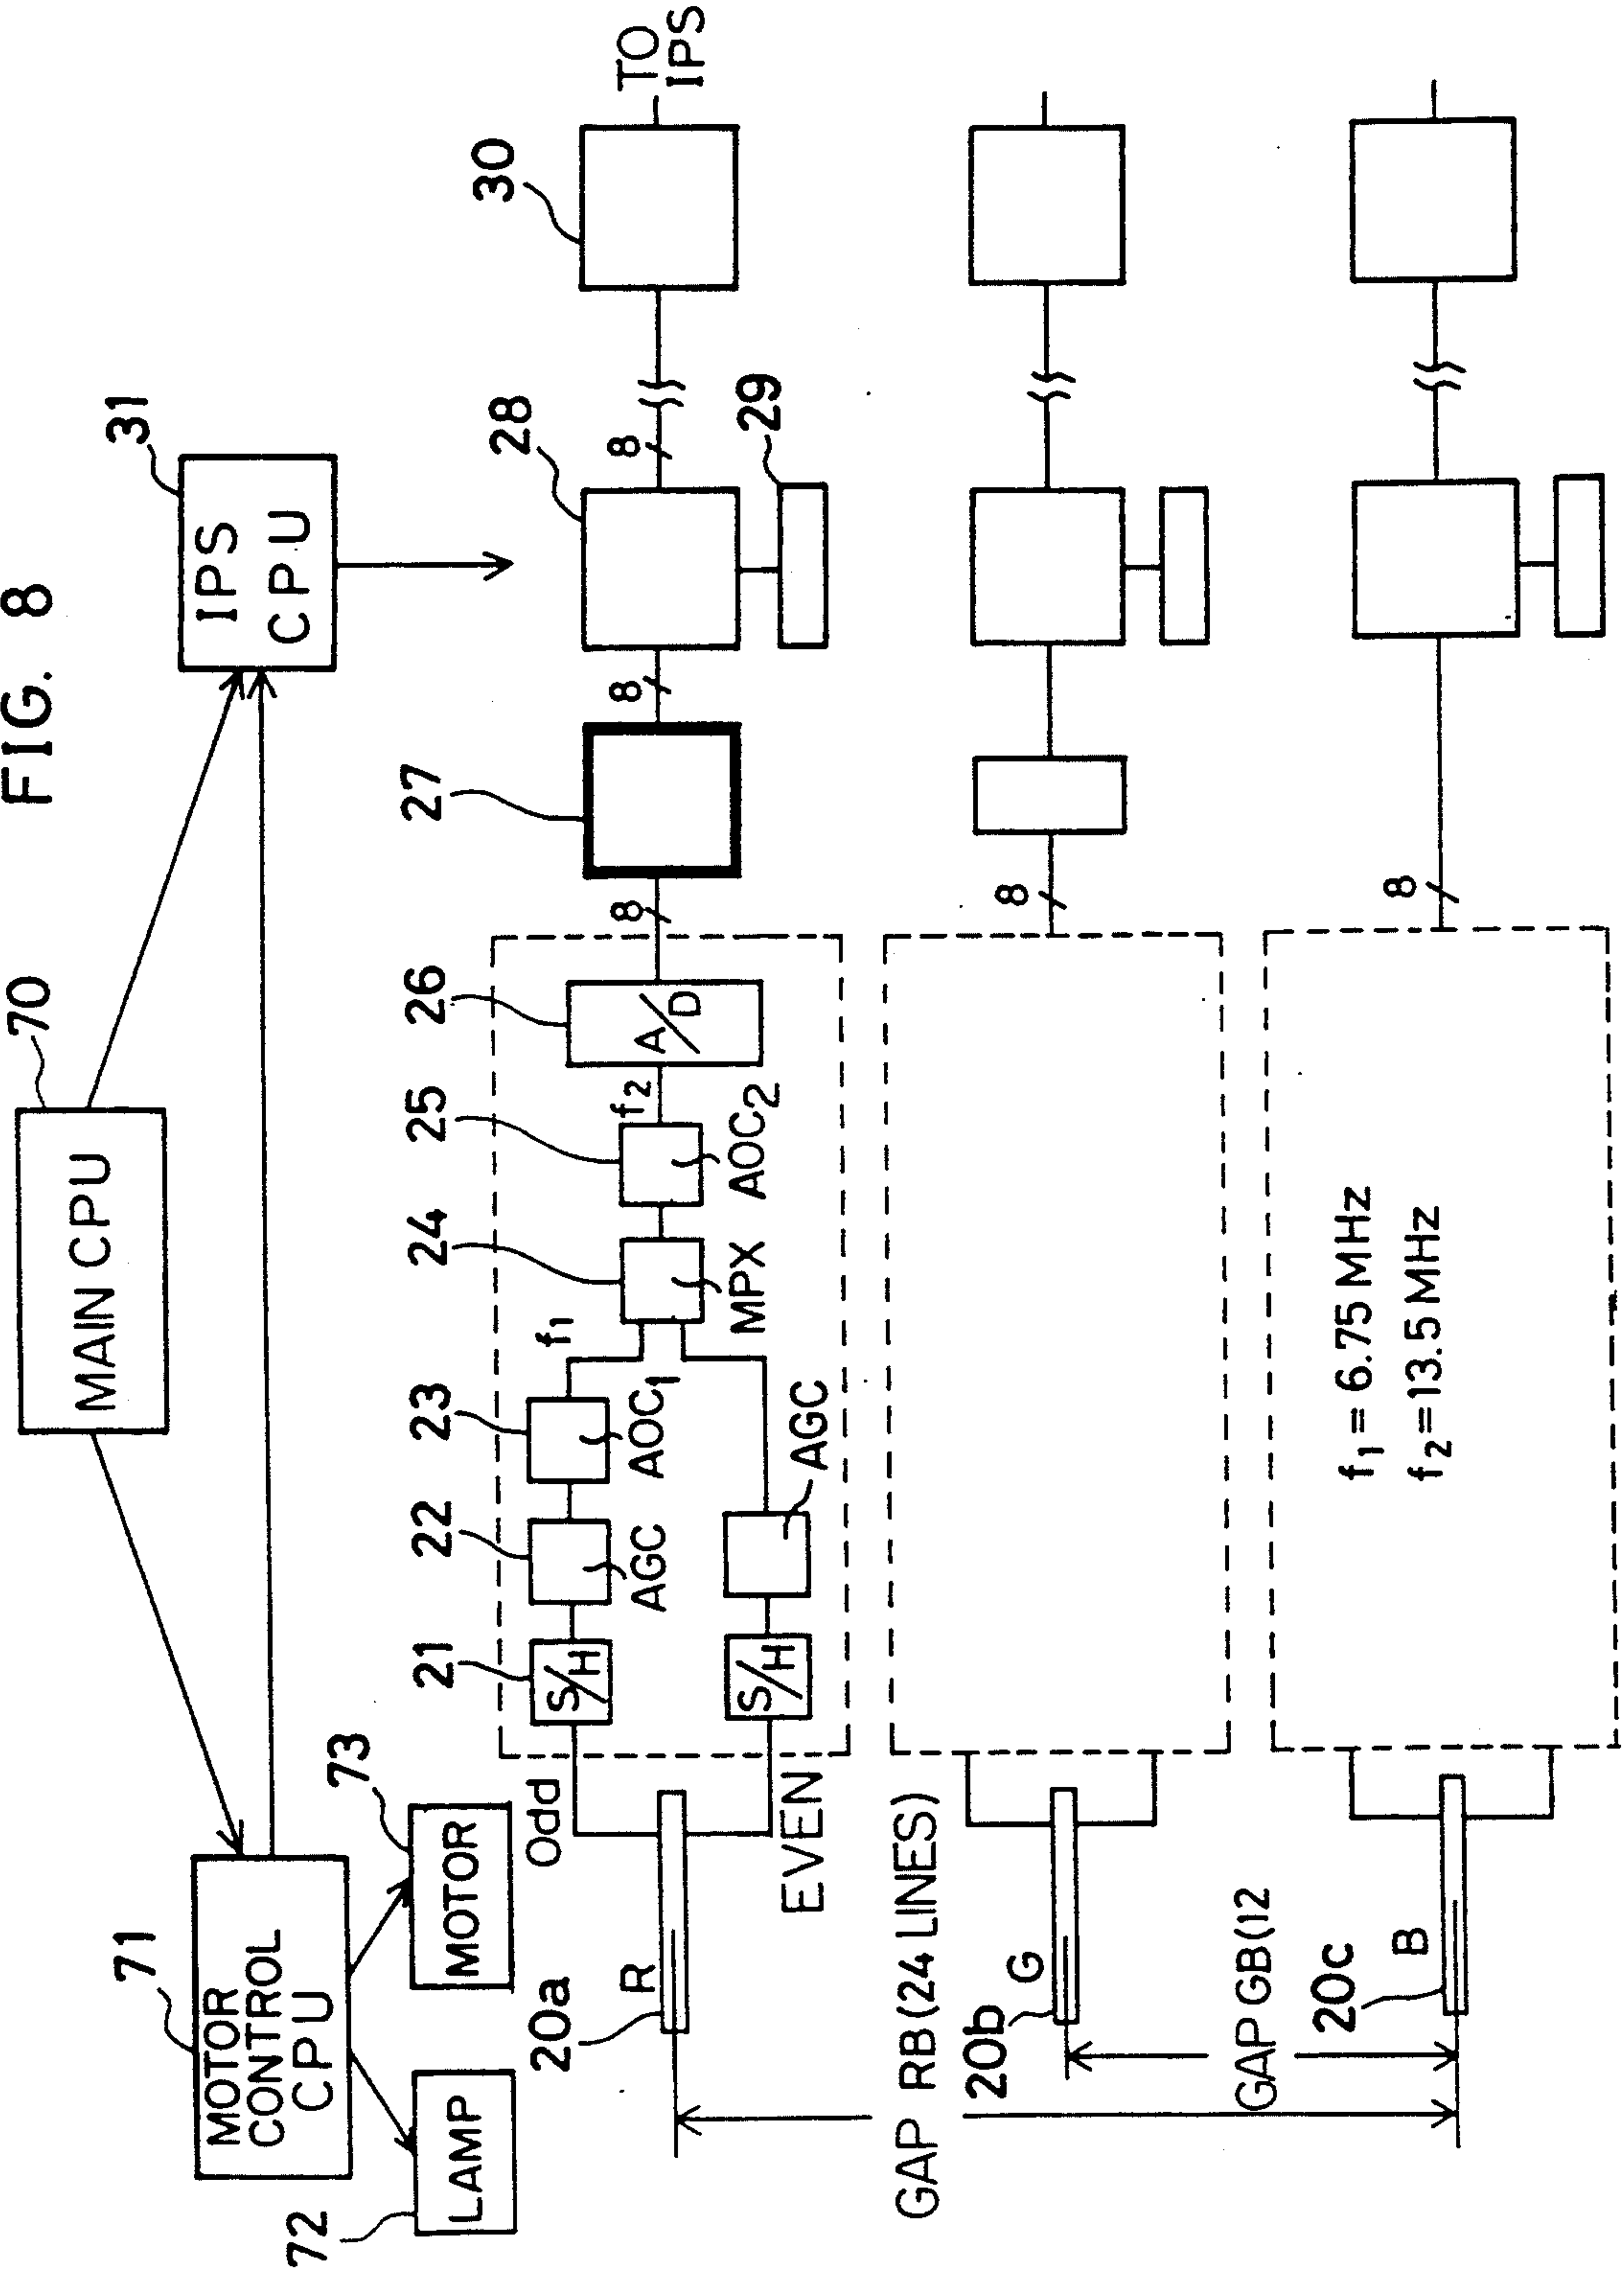 FIG. 8
70
MAIN CPU
31
IPS
CPU
71
MOTOR
CONTROL
CPU
73
MOTOR
72
LAMP
Odd
EVEN
20a
R
21
S/H
22
AGC
23
AOC1
f1
24
MPX
25
AOC2
f2
26
A/D
8
27
8
28
8
29
30
TO
IPS
S/H
AGC
GAP RB (24 LINES)
20b
G
8
GAP GB (12
20c
B
f1 = 6.75 MHz
f2 = 13.5 MHz
8